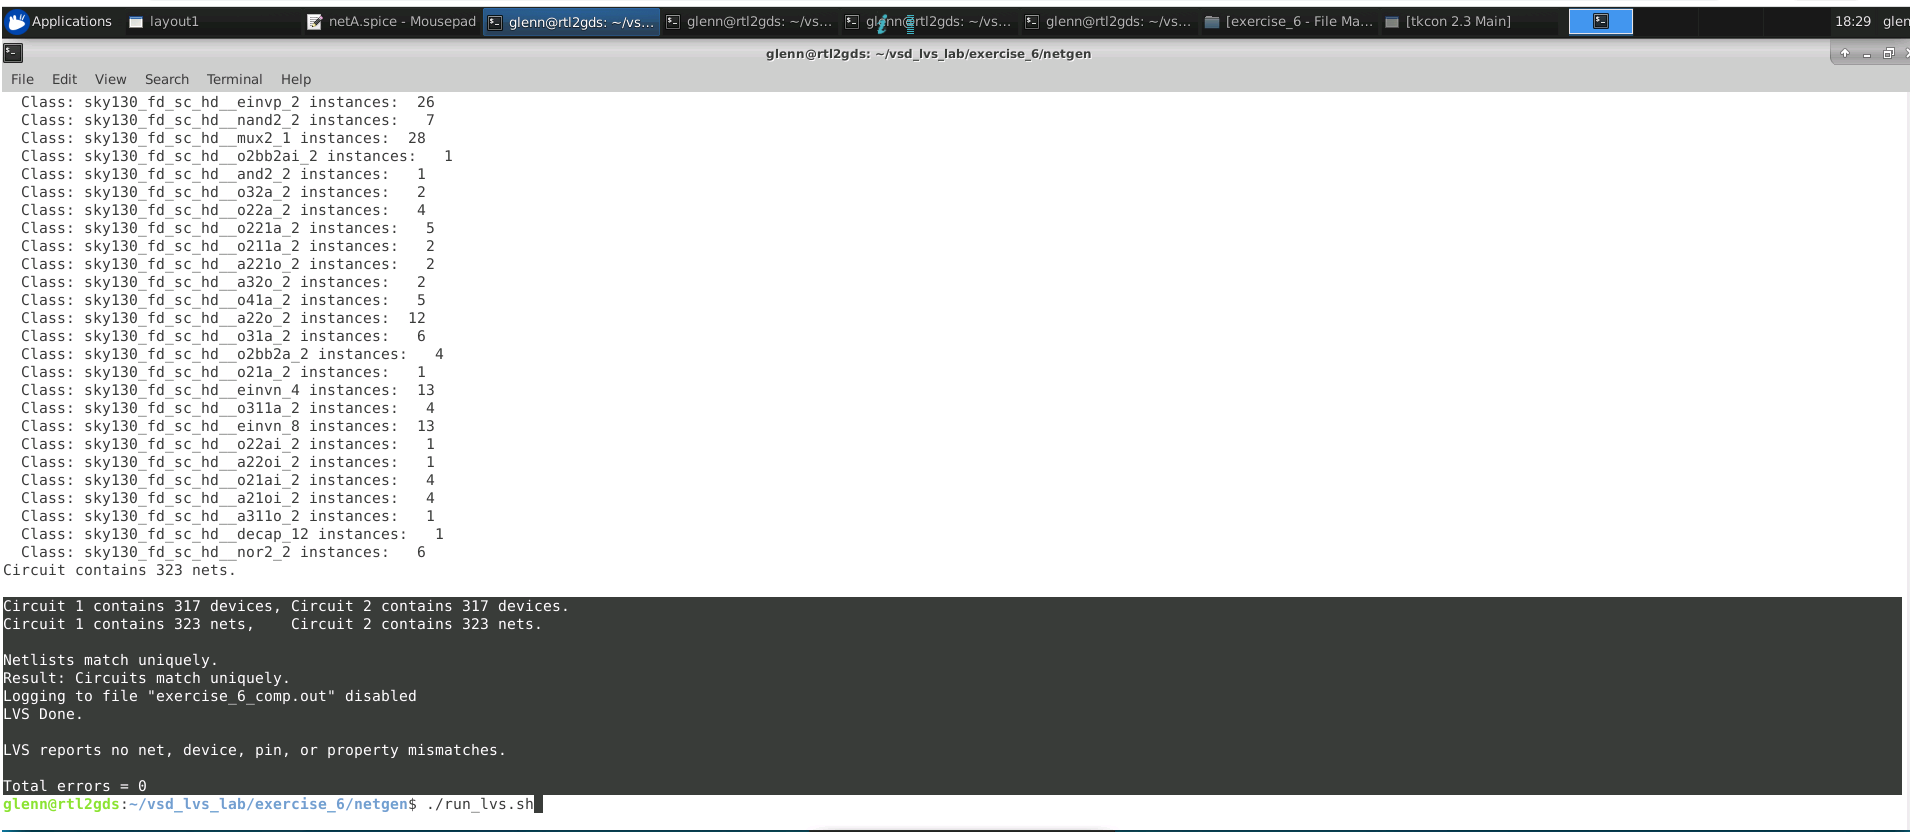 Applications layout1 netA.spice - Mousepad glenn@rtl2gds: ~/vs... glenn@rtl2gds: ~/vs... glenn@rtl2gds: ~/vs... glenn@rtl2gds: ~/vs... [exercise_6 - File Ma... [tkcon 2.3 Main] 18:29 glen
glenn@rtl2gds: ~/vsd_lvs_lab/exercise_6/netgen
File Edit View Search Terminal Help
Class: sky130_fd_sc_hd__einvp_2 instances:  26
Class: sky130_fd_sc_hd__nand2_2 instances:   7
Class: sky130_fd_sc_hd__mux2_1 instances:  28
Class: sky130_fd_sc_hd__o2bb2ai_2 instances:   1
Class: sky130_fd_sc_hd__and2_2 instances:   1
Class: sky130_fd_sc_hd__o32a_2 instances:   2
Class: sky130_fd_sc_hd__o22a_2 instances:   4
Class: sky130_fd_sc_hd__o221a_2 instances:   5
Class: sky130_fd_sc_hd__o211a_2 instances:   2
Class: sky130_fd_sc_hd__a221o_2 instances:   2
Class: sky130_fd_sc_hd__a32o_2 instances:   2
Class: sky130_fd_sc_hd__o41a_2 instances:   5
Class: sky130_fd_sc_hd__a22o_2 instances:  12
Class: sky130_fd_sc_hd__o31a_2 instances:   6
Class: sky130_fd_sc_hd__o2bb2a_2 instances:   4
Class: sky130_fd_sc_hd__o21a_2 instances:   1
Class: sky130_fd_sc_hd__einvn_4 instances:  13
Class: sky130_fd_sc_hd__o311a_2 instances:   4
Class: sky130_fd_sc_hd__einvn_8 instances:  13
Class: sky130_fd_sc_hd__o22ai_2 instances:   1
Class: sky130_fd_sc_hd__a22oi_2 instances:   1
Class: sky130_fd_sc_hd__o21ai_2 instances:   4
Class: sky130_fd_sc_hd__a21oi_2 instances:   4
Class: sky130_fd_sc_hd__a311o_2 instances:   1
Class: sky130_fd_sc_hd__decap_12 instances:   1
Class: sky130_fd_sc_hd__nor2_2 instances:   6
Circuit contains 323 nets.
Circuit 1 contains 317 devices, Circuit 2 contains 317 devices.
Circuit 1 contains 323 nets,    Circuit 2 contains 323 nets.
Netlists match uniquely.
Result: Circuits match uniquely.
Logging to file "exercise_6_comp.out" disabled
LVS Done.
LVS reports no net, device, pin, or property mismatches.
Total errors = 0
glenn@rtl2gds:~/vsd_lvs_lab/exercise_6/netgen$ ./run_lvs.sh